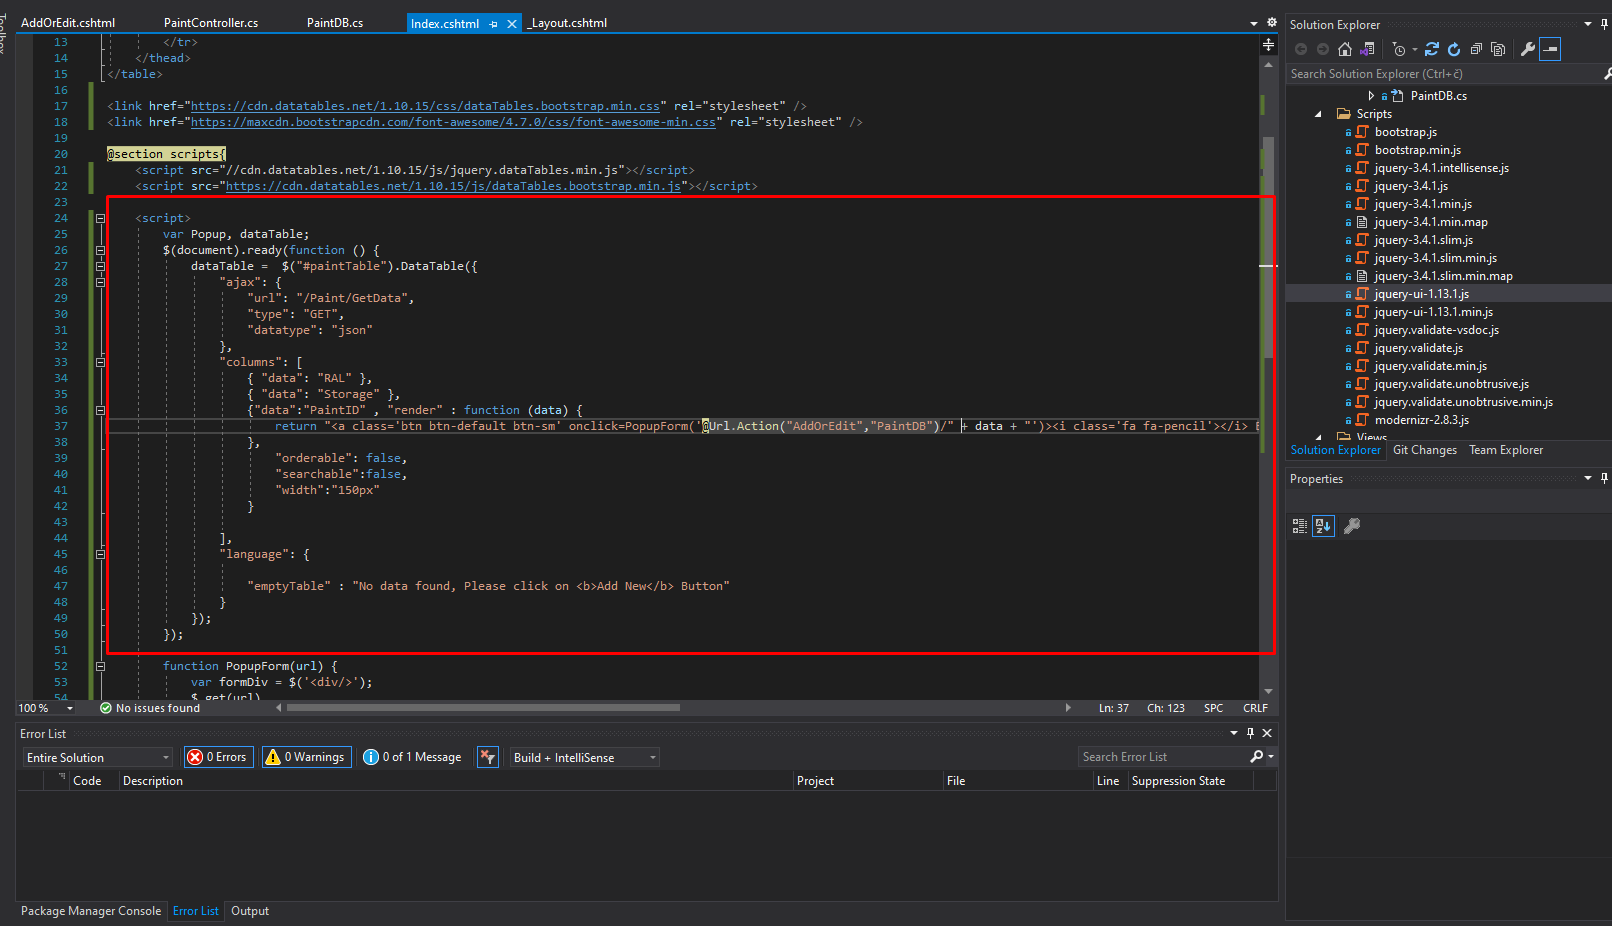 Toolbox
AddOrEdit.cshtml
PaintController.cs
PaintDB.cs
Index.cshtml
_Layout.cshtml
13 </tr>
14 </thead>
15 </table>
16
17 <link href="https://cdn.datatables.net/1.10.15/css/dataTables.bootstrap.min.css" rel="stylesheet" />
18 <link href="https://maxcdn.bootstrapcdn.com/font-awesome/4.7.0/css/font-awesome-min.css" rel="stylesheet" />
19
20 @section scripts{
21 <script src="//cdn.datatables.net/1.10.15/js/jquery.dataTables.min.js"></script>
22 <script src="https://cdn.datatables.net/1.10.15/js/dataTables.bootstrap.min.js"></script>
23
24 <script>
25 var Popup, dataTable;
26 $(document).ready(function () {
27 dataTable =  $("#paintTable").DataTable({
28 "ajax": {
29 "url": "/Paint/GetData",
30 "type": "GET",
31 "datatype": "json"
32 },
33 "columns": [
34 { "data": "RAL" },
35 { "data": "Storage" },
36 {"data":"PaintID" , "render" : function (data) {
37 return "<a class='btn btn-default btn-sm' onclick=PopupForm('@Url.Action("AddOrEdit","PaintDB")/" + data + "')><i class='fa fa-pencil'></i> E
38 },
39 "orderable": false,
40 "searchable":false,
41 "width":"150px"
42 }
43
44 ],
45 "language": {
46
47 "emptyTable" : "No data found, Please click on <b>Add New</b> Button"
48 }
49 });
50 });
51
52 function PopupForm(url) {
53 var formDiv = $('<div/>');
54 $.get(url)
100 %
No issues found
Ln: 37 Ch: 123 SPC CRLF
Error List
Entire Solution
0 Errors
0 Warnings
0 of 1 Message
Build + IntelliSense
Search Error List
Code Description Project File Line Suppression State
Package Manager Console Error List Output
Solution Explorer
Search Solution Explorer (Ctrl+č)
PaintDB.cs
Scripts
bootstrap.js
bootstrap.min.js
jquery-3.4.1.intellisense.js
jquery-3.4.1.js
jquery-3.4.1.min.js
jquery-3.4.1.min.map
jquery-3.4.1.slim.js
jquery-3.4.1.slim.min.js
jquery-3.4.1.slim.min.map
jquery-ui-1.13.1.js
jquery-ui-1.13.1.min.js
jquery.validate-vsdoc.js
jquery.validate.js
jquery.validate.min.js
jquery.validate.unobtrusive.js
jquery.validate.unobtrusive.min.js
modernizr-2.8.3.js
Views
Solution Explorer Git Changes Team Explorer
Properties